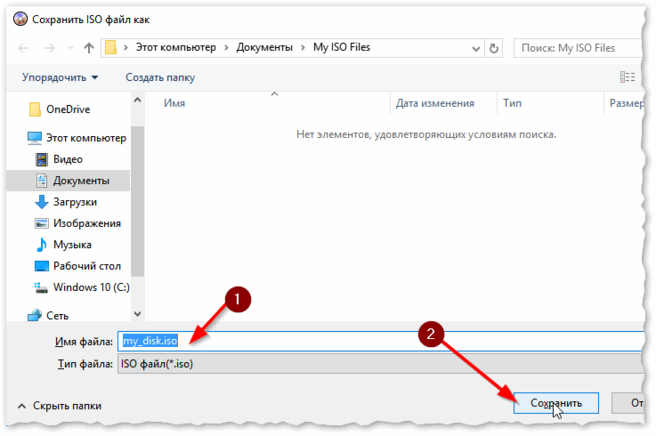 Сохранить ISO файл как
Этот компьютер > Документы > My ISO Files
Поиск: My ISO Files
Упорядочить
Создать папку
Имя
Дата изменения
Тип
Размер
Нет элементов, удовлетворяющих условиям поиска.
OneDrive
Этот компьютер
Видео
Документы
Загрузки
Изображения
Музыка
Рабочий стол
Windows 10 (C:)
Сеть
1
Имя файла: my_disk.iso
2
Тип файла: ISO файл(*.iso)
Скрыть папки
Сохранить
От